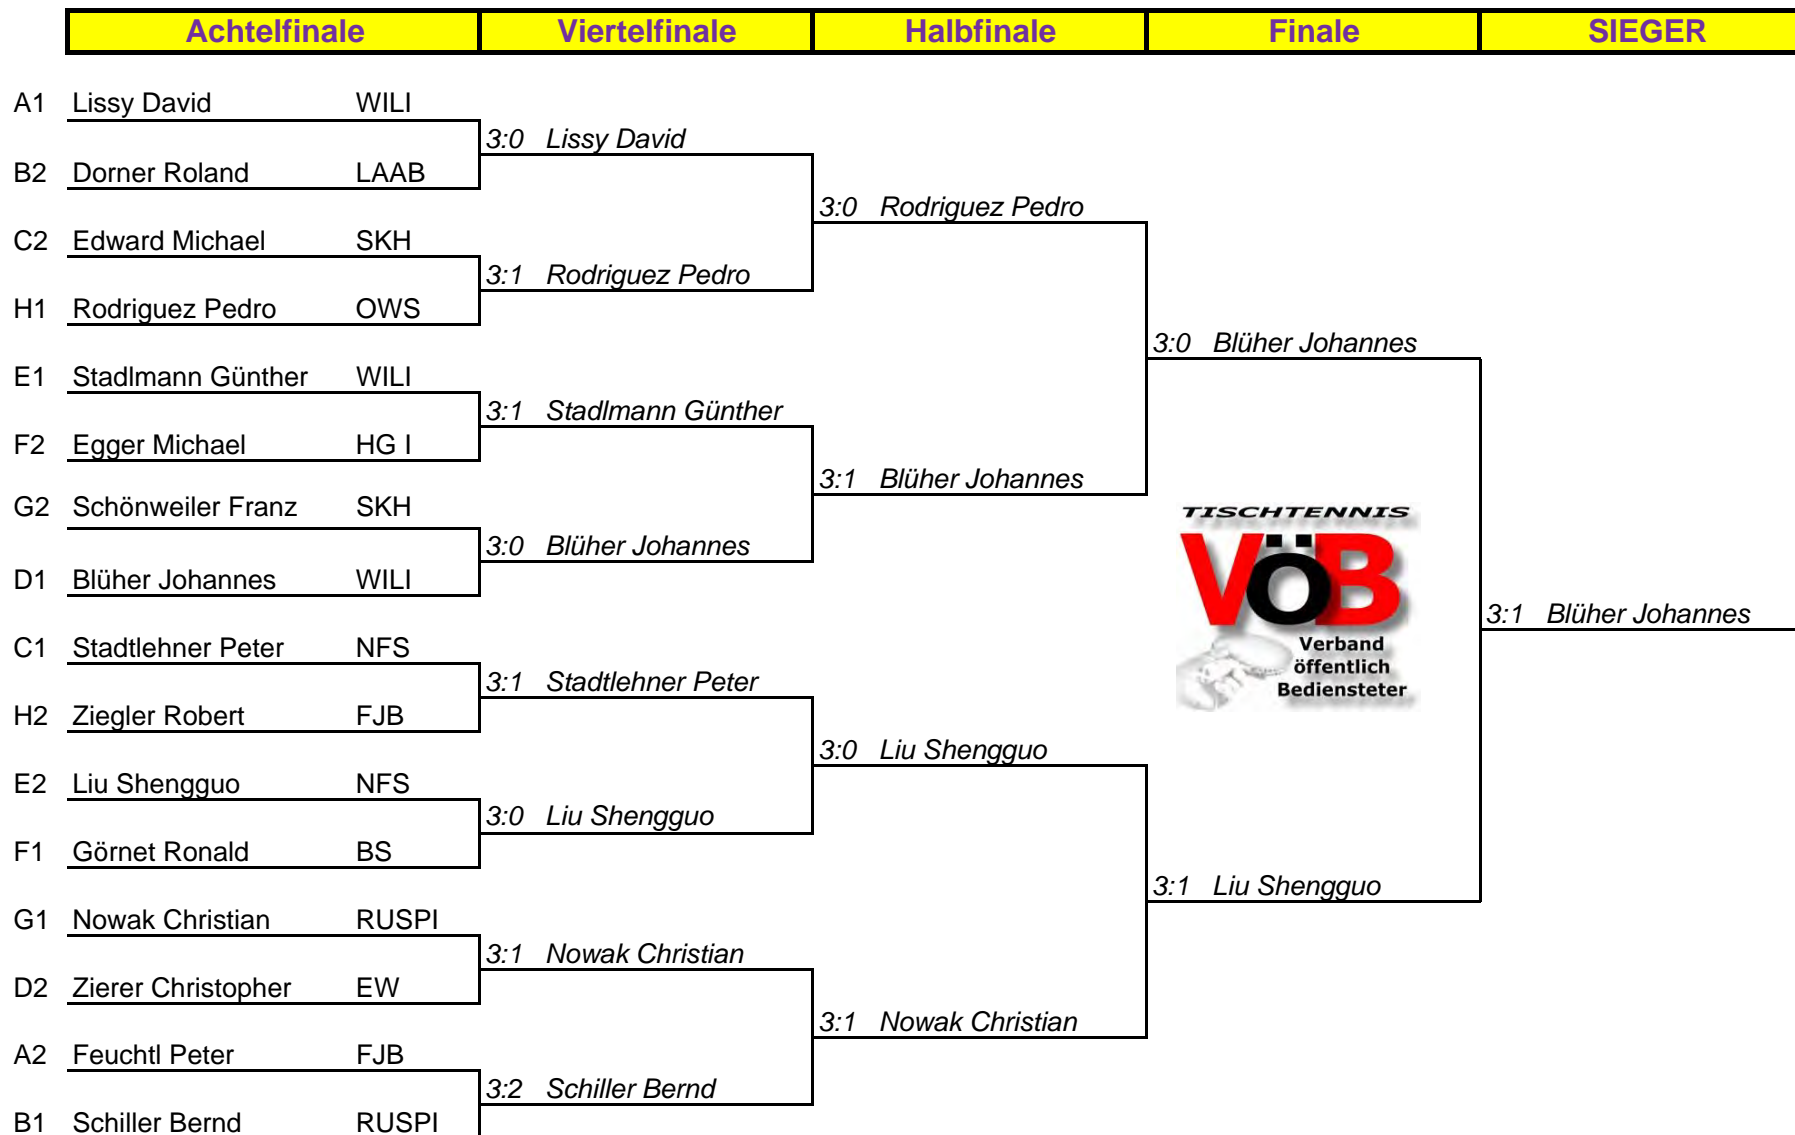 Achtelfinale Viertelfinale Halbfinale Finale SIEGER
A1 Lissy David WILI
3:0 Lissy David
B2 Dorner Roland LAAB
3:0 Rodriguez Pedro
C2 Edward Michael SKH
3:1 Rodriguez Pedro
H1 Rodriguez Pedro OWS
3:0 Blüher Johannes
E1 Stadlmann Günther WILI
3:1 Stadlmann Günther
F2 Egger Michael HG I
3:1 Blüher Johannes
G2 Schönweiler Franz SKH
TISCHTENNIS
3:0 Blüher Johannes
VÖB
D1 Blüher Johannes WILI
3:1 Blüher Johannes
Verband
C1 Stadtlehner Peter NFS
öffentlich
3:1 Stadtlehner Peter
Bediensteter
H2 Ziegler Robert FJB
3:0 Liu Shengguo
E2 Liu Shengguo NFS
3:0 Liu Shengguo
F1 Görnet Ronald BS
3:1 Liu Shengguo
G1 Nowak Christian RUSPI
3:1 Nowak Christian
D2 Zierer Christopher EW
3:1 Nowak Christian
A2 Feuchtl Peter FJB
3:2 Schiller Bernd
B1 Schiller Bernd RUSPI